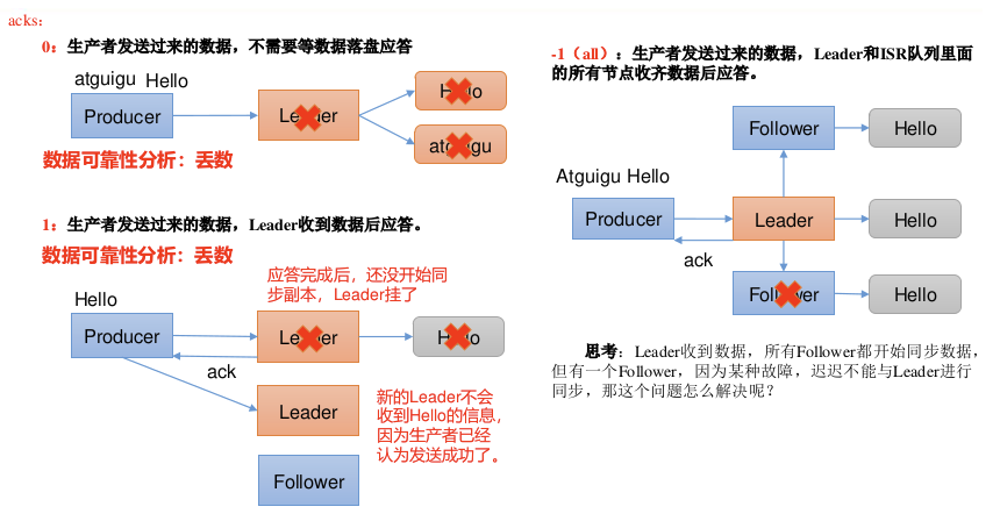 acks：
0：生产者发送过来的数据，不需要等数据落盘应答
atguigu Hello
Producer
Leader
Hello
atguigu
数据可靠性分析：丢数
1：生产者发送过来的数据，Leader收到数据后应答。
数据可靠性分析：丢数
应答完成后，还没开始同
步副本，Leader挂了
Hello
Producer
Leader
Hello
ack
Leader
新的Leader不会
收到Hello的信息，
因为生产者已经
认为发送成功了。
Follower
-1（all）：生产者发送过来的数据，Leader和ISR队列里面
的所有节点收齐数据后应答。
Follower
Hello
Atguigu Hello
Producer
Leader
Hello
ack
Follower
Hello
思考：Leader收到数据，所有Follower都开始同步数据，
但有一个Follower，因为某种故障，迟迟不能与Leader进行
同步，那这个问题怎么解决呢？